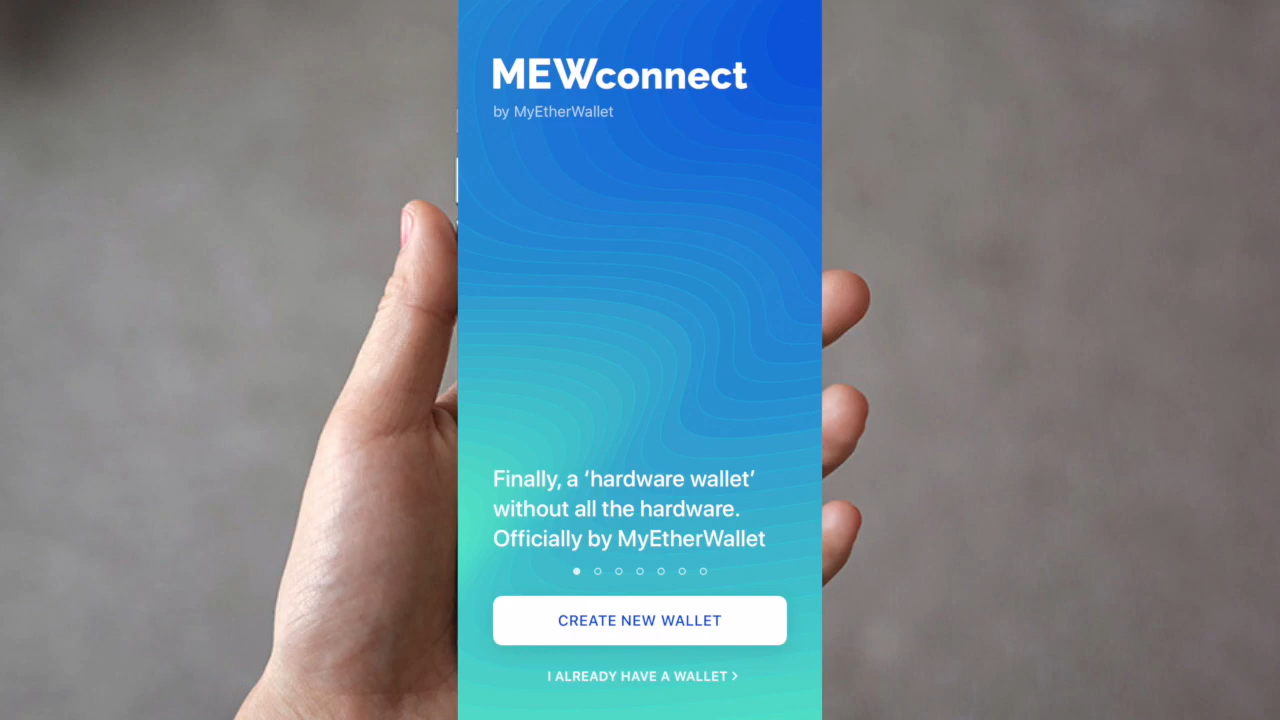 MEWconnect
by MyEtherWallet
Finally, a ‘hardware wallet’
without all the hardware.
Officially by MyEtherWallet
CREATE NEW WALLET
I ALREADY HAVE A WALLET >